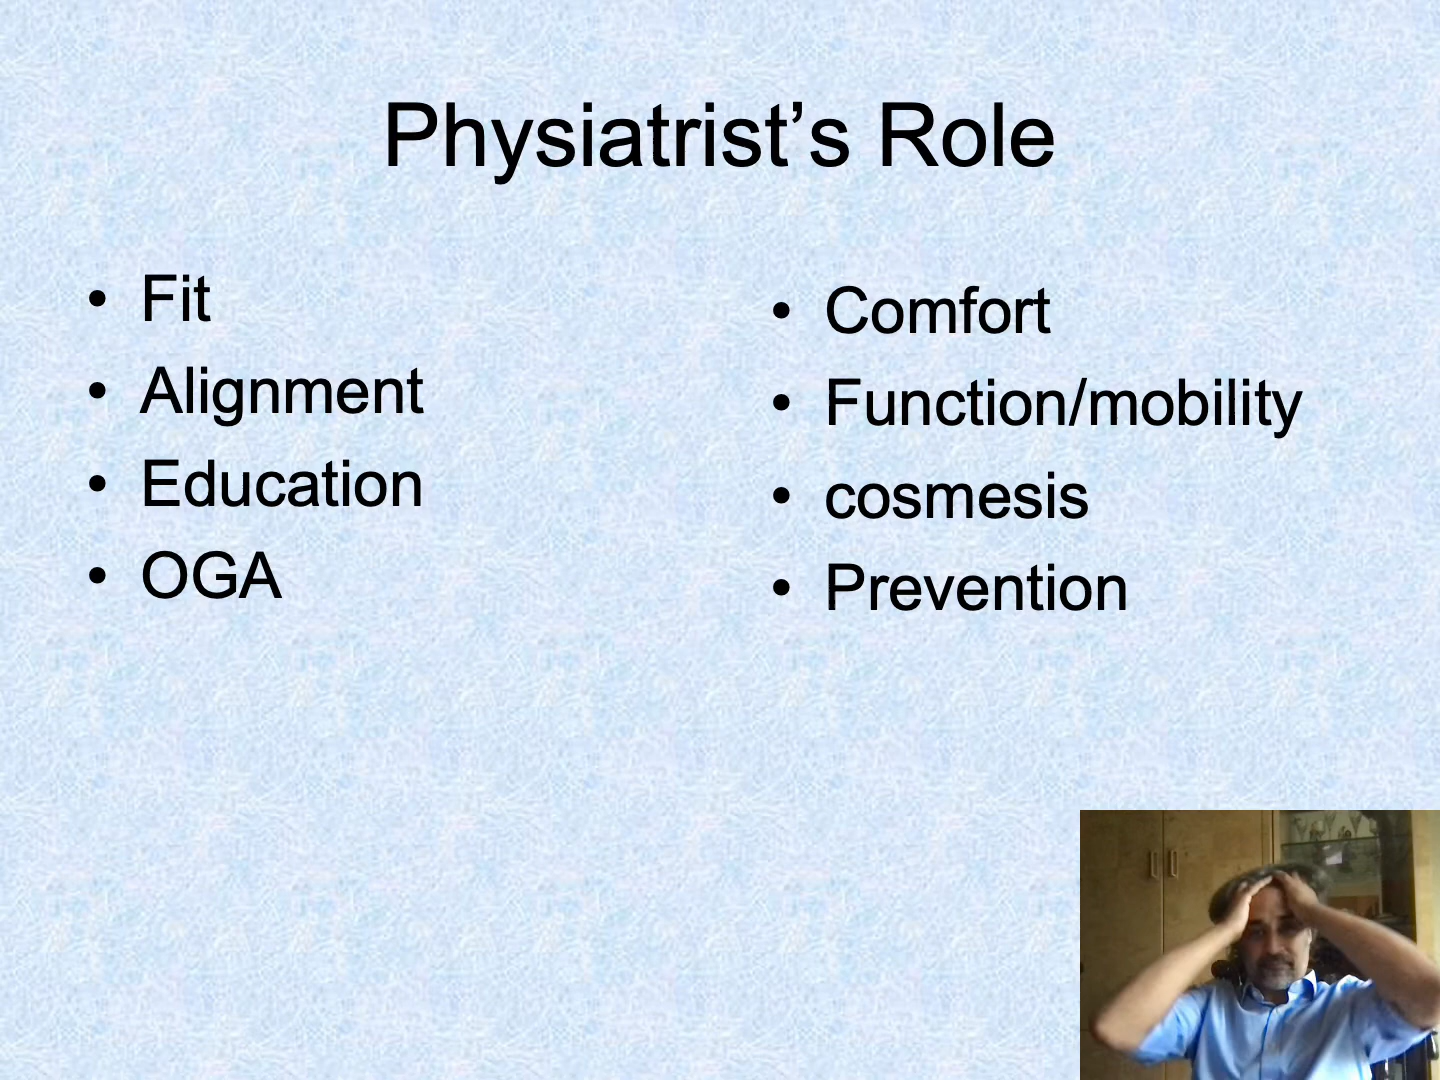 Physiatrist’s Role
• Fit
• Alignment
• Education
• OGA
• Comfort
• Function/mobility
• cosmesis
• Prevention